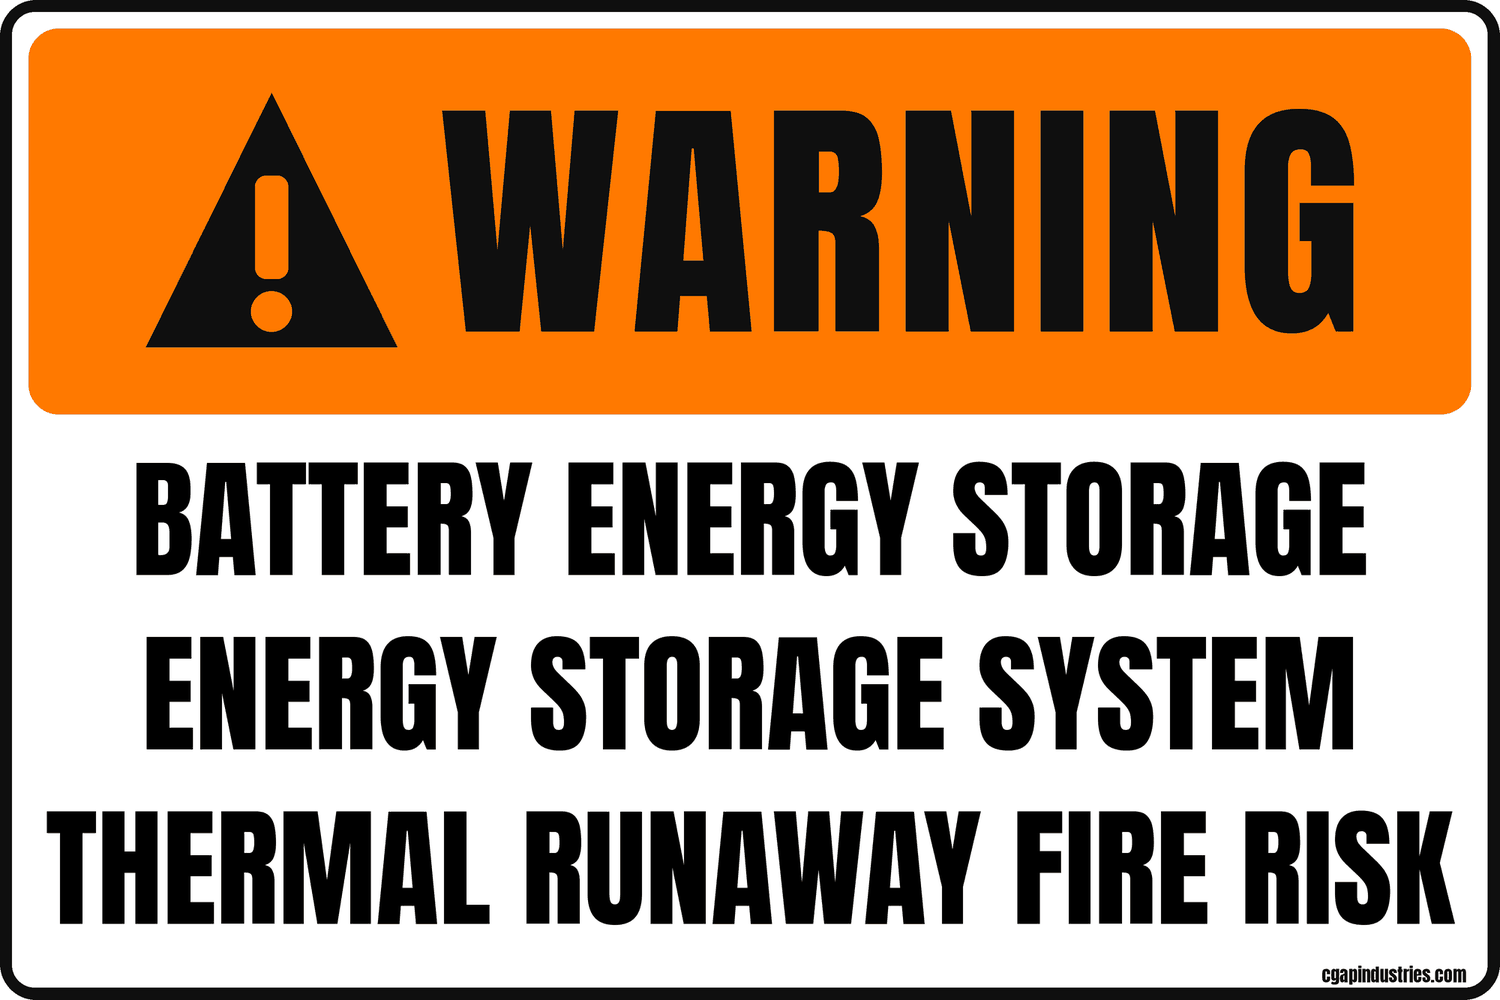 WARNING
BATTERY ENERGY STORAGE
ENERGY STORAGE SYSTEM
THERMAL RUNAWAY FIRE RISK
cgapindustries.com